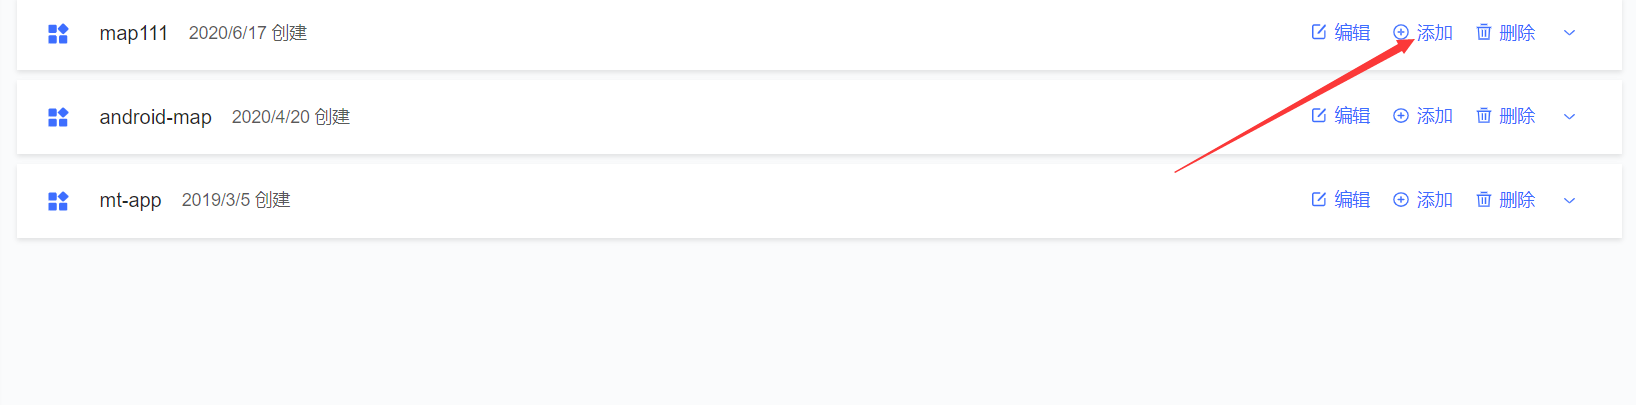 map111 2020/6/17 创建 编辑 添加 删除
android-map 2020/4/20 创建 编辑 添加 删除
mt-app 2019/3/5 创建 编辑 添加 删除